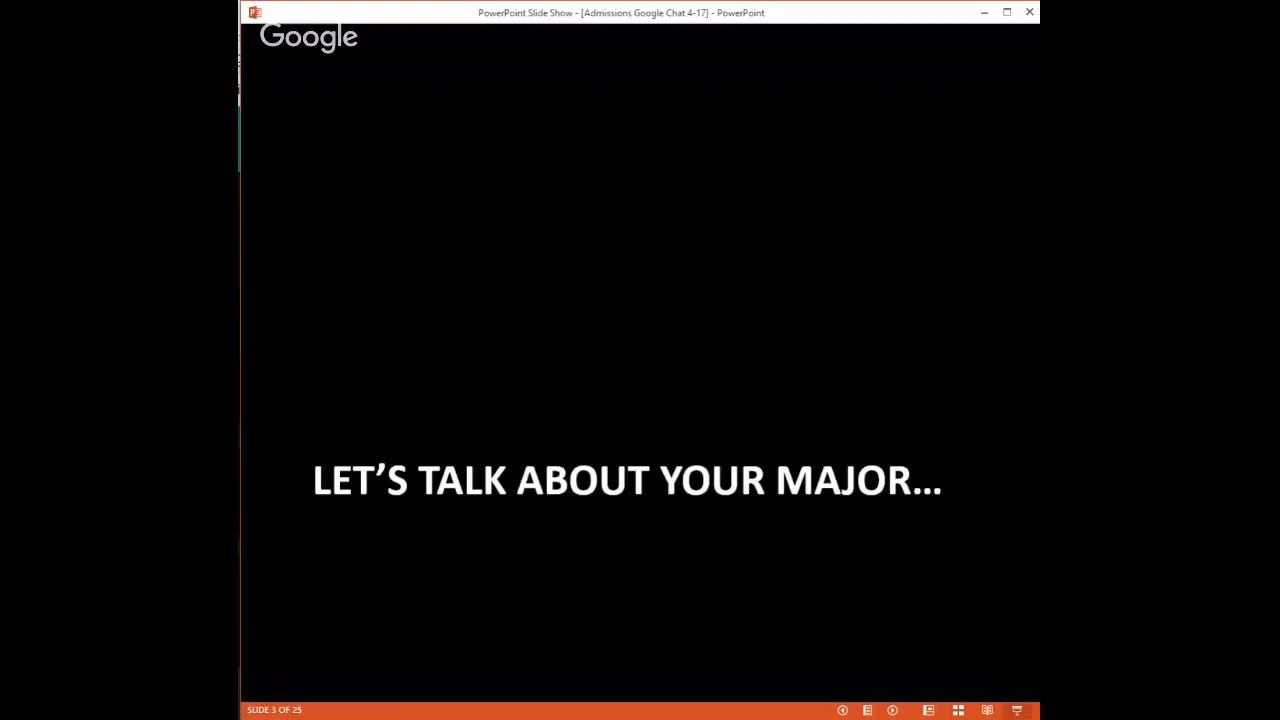 PowerPoint Slide Show - [Admissions Google Chat 4-17] - PowerPoint
Google
LET’S TALK ABOUT YOUR MAJOR…
SLIDE 3 OF 25